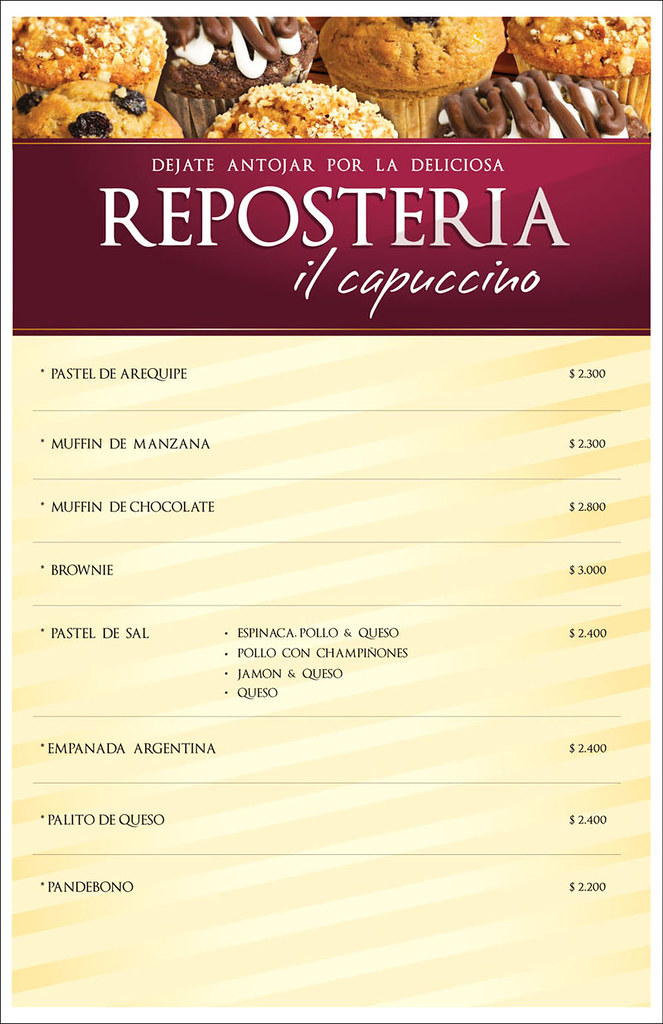 DEJATE ANTOJAR POR LA DELICIOSA
REPOSTERIA
il capuccino
* PASTEL DE AREQUIPE $ 2.300
* MUFFIN DE MANZANA $ 2.300
* MUFFIN DE CHOCOLATE $ 2.800
* BROWNIE $ 3.000
* PASTEL DE SAL • ESPINACA, POLLO & QUESO $ 2.400
• POLLO CON CHAMPIÑONES
• JAMON & QUESO
• QUESO
* EMPANADA ARGENTINA $ 2.400
* PALITO DE QUESO $ 2.400
* PANDEBONO $ 2.200